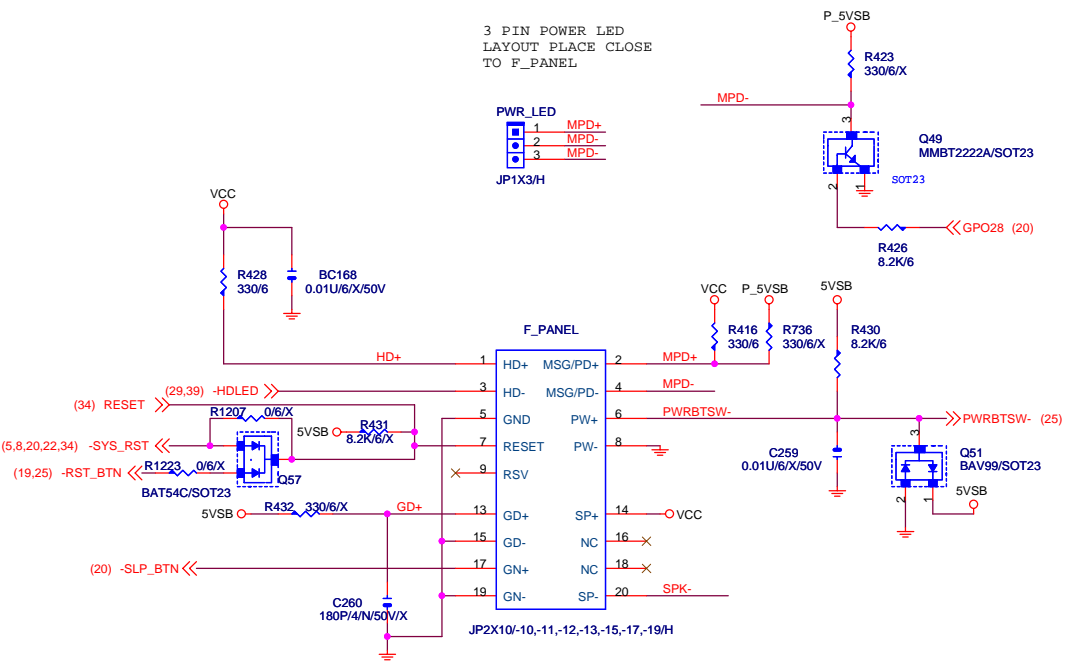 3 PIN POWER LED
LAYOUT PLACE CLOSE
TO F_PANEL
P_5VSB
R423
330/6/X
MPD-
3
Q49
MMBT2222A/SOT23
SOT23
2
1
GPO28 (20)
R426
8.2K/6
PWR_LED
1 MPD+
2 MPD-
3 MPD-
JP1X3/H
VCC
R428
330/6
BC168
0.01U/6/X/50V
VCC
P_5VSB
5VSB
R416
330/6
R736
330/6/X
R430
8.2K/6
F_PANEL
HD+ 1 HD+ MSG/PD+ 2 MPD+
(29,39) -HDLED 3 HD- MSG/PD- 4 MPD-
(34) RESET
5 GND PW+ 6 PWRBTSW- PWRBTSW- (25)
R1207 0/6/X
5VSB R431
8.2K/6/X
(5,8,20,22,34) -SYS_RST 7 RESET PW- 8
(19,25) -RST_BTN R1223 0/6/X
BAT54C/SOT23
Q57
9 RSV
C259
0.01U/6/X/50V
3
Q51
BAV99/SOT23
2
1
5VSB
5VSB R432 330/6/X GD+ 13 GD+ SP+ 14 VCC
15 GD- NC 16
(20) -SLP_BTN 17 GN+ NC 18
19 GN- SP- 20 SPK-
C260
180P/4/N/50V/X
JP2X10/-10,-11,-12,-13,-15,-17,-19/H